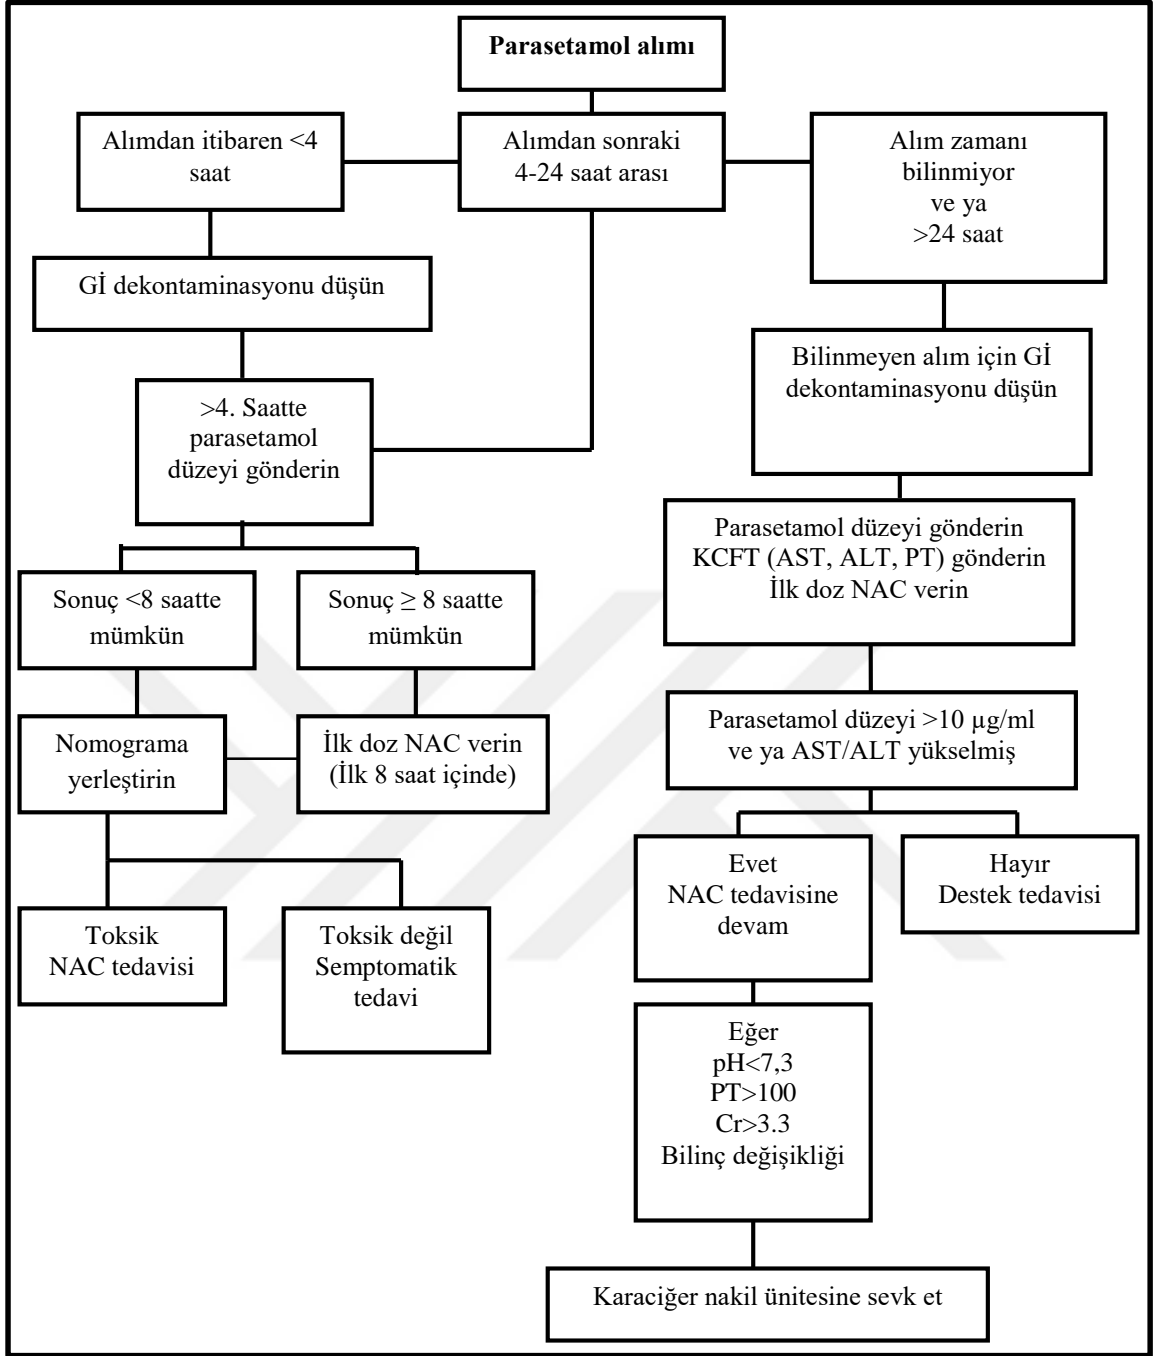 Parasetamol alımı
Alımdan itibaren <4
saat
Alımdan sonraki
4-24 saat arası
Alım zamanı
bilinmiyor
ve ya
>24 saat
Gİ dekontaminasyonu düşün
Bilinmeyen alım için Gİ
dekontaminasyonu düşün
>4. Saatte
parasetamol
düzeyi gönderin
Parasetamol düzeyi gönderin
KCFT (AST, ALT, PT) gönderin
İlk doz NAC verin
Sonuç <8 saatte
mümkün
Sonuç ≥ 8 saatte
mümkün
Nomograma
yerleştirin
İlk doz NAC verin
(İlk 8 saat içinde)
Parasetamol düzeyi >10 µg/ml
ve ya AST/ALT yükselmiş
Toksik
NAC tedavisi
Toksik değil
Semptomatik
tedavi
Evet
NAC tedavisine
devam
Hayır
Destek tedavisi
Eğer
pH<7,3
PT>100
Cr>3.3
Bilinç değişikliği
Karaciğer nakil ünitesine sevk et